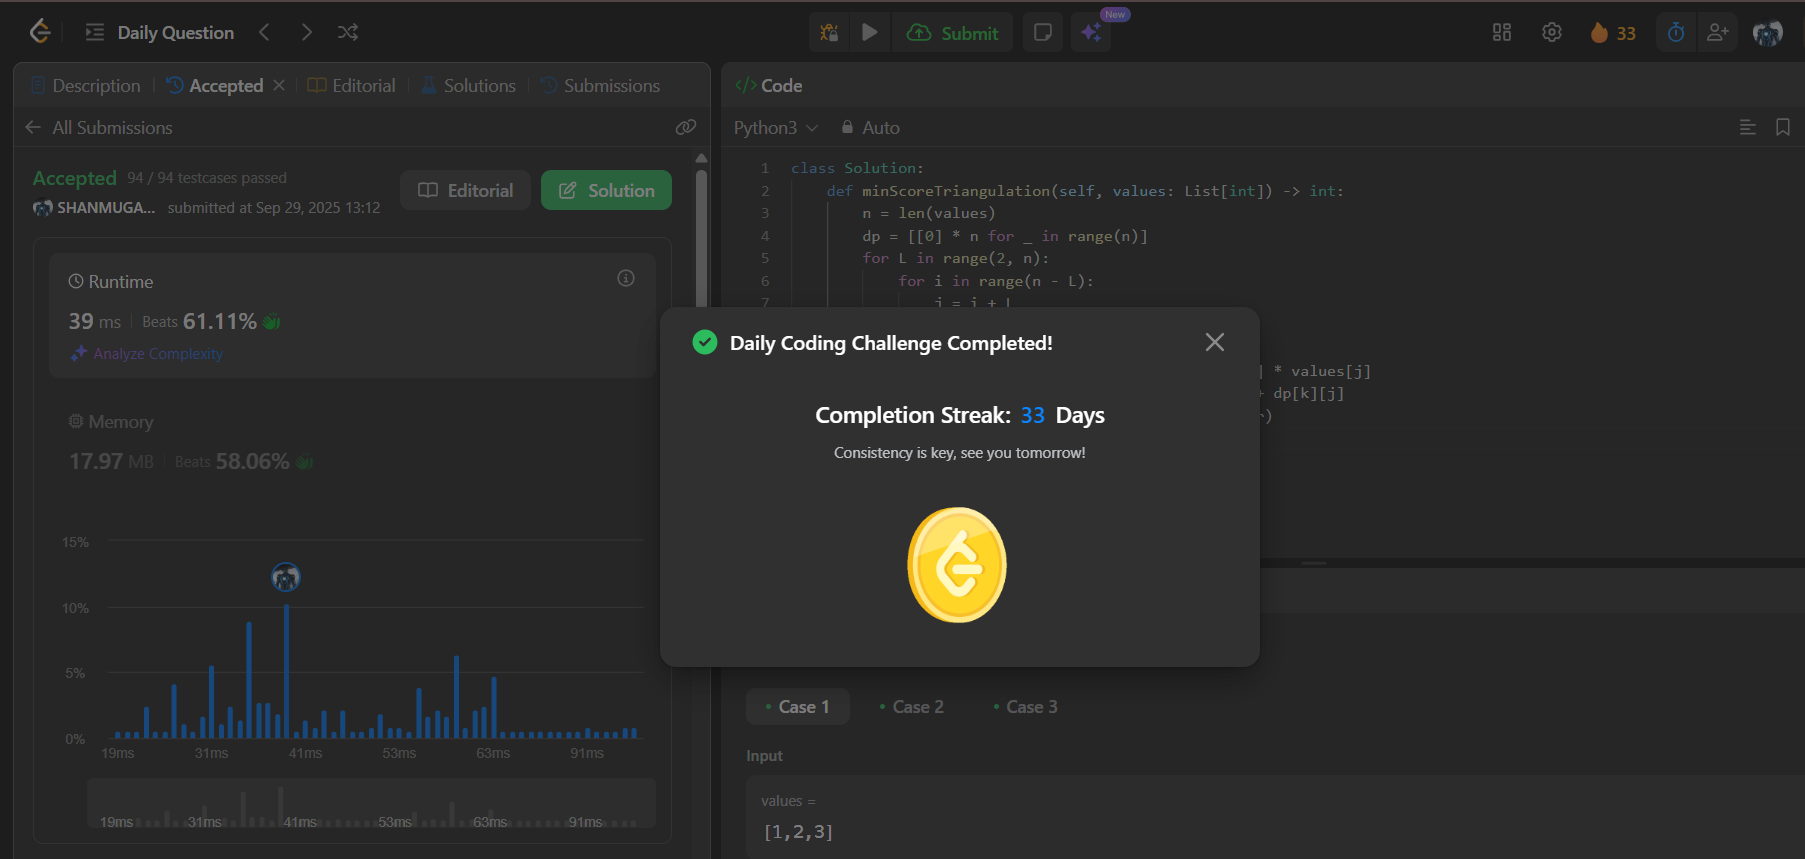 Daily Question
Submit
New
33
Description
Accepted
Editorial
Solutions
Submissions
All Submissions
Accepted 94 / 94 testcases passed
SHANMUGA... submitted at Sep 29, 2025 13:12
Editorial
Solution
Runtime
39 ms Beats 61.11%
Analyze Complexity
Memory
17.97 MB Beats 58.06%
15%
10%
5%
0%
19ms 31ms 41ms 53ms 63ms 91ms
19ms 31ms 41ms 53ms 63ms 91ms
</> Code
Python3 Auto
1 class Solution:
2 def minScoreTriangulation(self, values: List[int]) -> int:
3 n = len(values)
4 dp = [[0] * n for _ in range(n)]
5 for L in range(2, n):
6 for i in range(n - L):
7 j = i + L
] * values[j]
+ dp[k][j]
)
Daily Coding Challenge Completed!
Completion Streak: 33 Days
Consistency is key, see you tomorrow!
Case 1 Case 2 Case 3
Input
values =
[1,2,3]